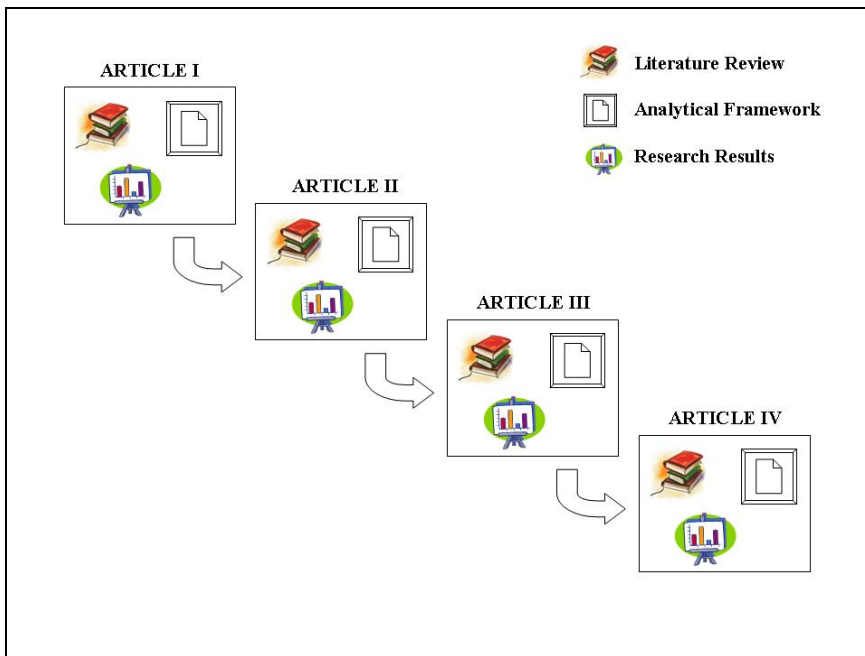 ARTICLE I
Literature Review
Analytical Framework
Research Results
ARTICLE II
ARTICLE III
ARTICLE IV